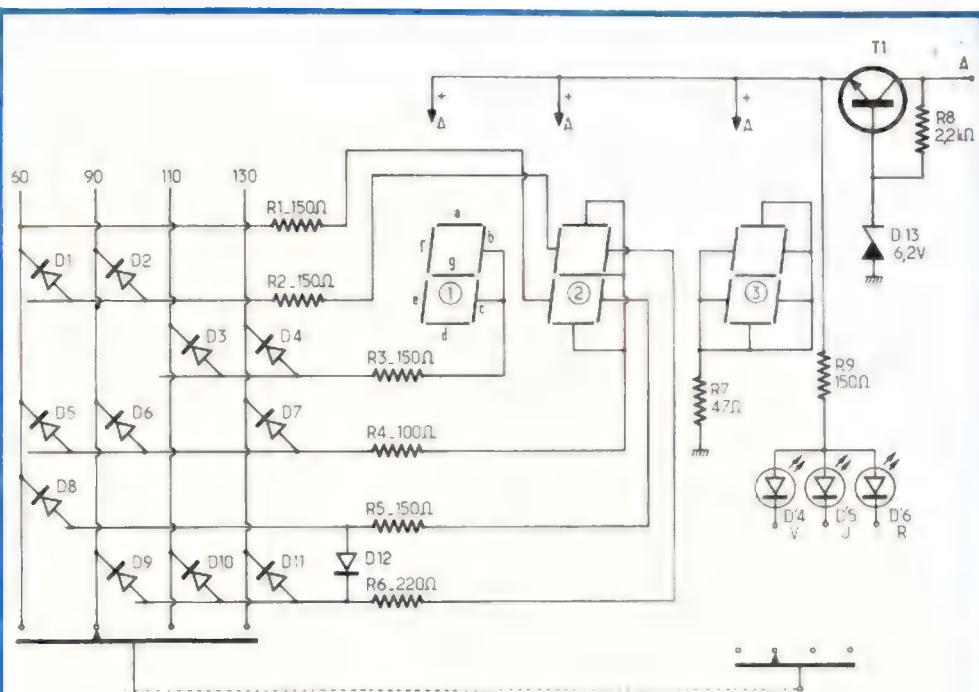 T1
Δ
+ + +
Δ Δ Δ
R8
2,2kΩ
60 90 110 130
R1_150Ω
a
f b
g
D1 D2
D13
6,2V
R2_150Ω
e 1 c 2 3
d
D3 D4
R3_150Ω
R9
150Ω
R7
47Ω
D5 D6 D7
R4_100Ω
D8
R5_150Ω
D'4 D'5 D'6
V J R
D9 D10 D11 D12
R6_220Ω